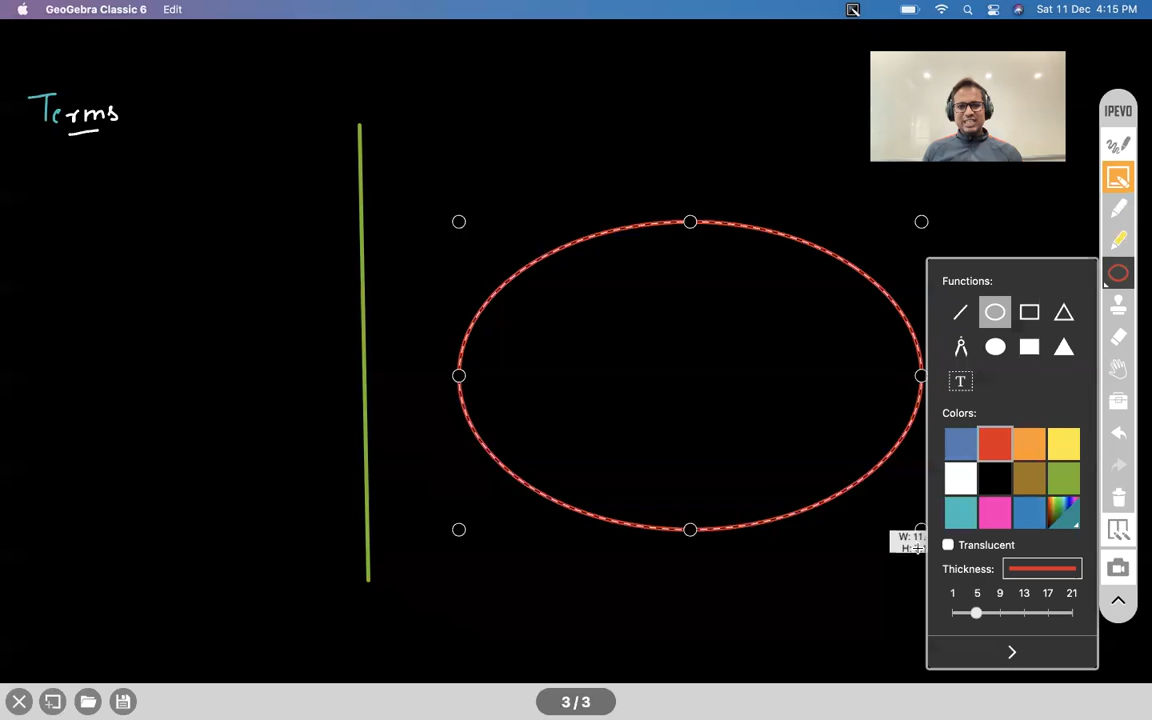 GeoGebra Classic 6 Edit Sat 11 Dec 4:15 PM
Terms
IPEVO
Functions:
T
Colors:
W: 11.
H:
Translucent
Thickness:
1 5 9 13 17 21
3 / 3